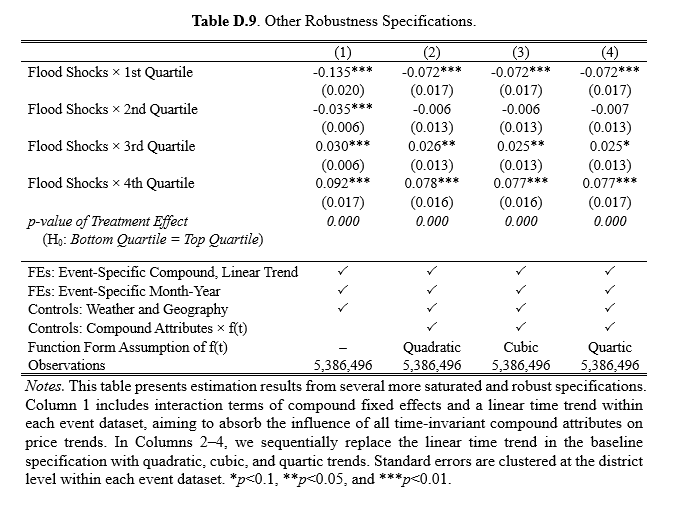 Table D.9. Other Robustness Specifications.
(1) (2) (3) (4)
Flood Shocks × 1st Quartile -0.135*** -0.072*** -0.072*** -0.072***
(0.020) (0.017) (0.017) (0.017)
Flood Shocks × 2nd Quartile -0.035*** -0.006 -0.006 -0.007
(0.006) (0.013) (0.013) (0.013)
Flood Shocks × 3rd Quartile 0.030*** 0.026** 0.025** 0.025*
(0.006) (0.013) (0.013) (0.013)
Flood Shocks × 4th Quartile 0.092*** 0.078*** 0.077*** 0.077***
(0.017) (0.016) (0.016) (0.017)
p-value of Treatment Effect 0.000 0.000 0.000 0.000
(H₀: Bottom Quartile = Top Quartile)
FEs: Event-Specific Compound, Linear Trend ✓ ✓ ✓ ✓
FEs: Event-Specific Month-Year ✓ ✓ ✓ ✓
Controls: Weather and Geography ✓ ✓ ✓ ✓
Controls: Compound Attributes × f(t) ✓ ✓ ✓
Function Form Assumption of f(t) – Quadratic Cubic Quartic
Observations 5,386,496 5,386,496 5,386,496 5,386,496
Notes. This table presents estimation results from several more saturated and robust specifications.
Column 1 includes interaction terms of compound fixed effects and a linear time trend within
each event dataset, aiming to absorb the influence of all time-invariant compound attributes on
price trends. In Columns 2–4, we sequentially replace the linear time trend in the baseline
specification with quadratic, cubic, and quartic trends. Standard errors are clustered at the district
level within each event dataset. *p<0.1, **p<0.05, and ***p<0.01.